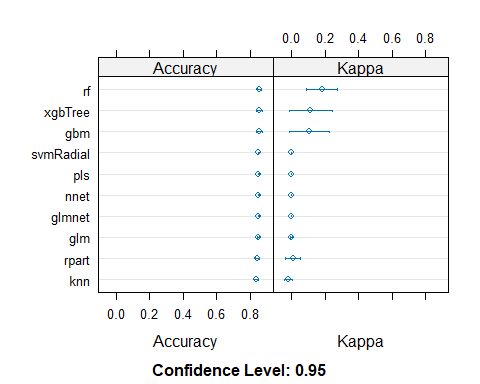 0.0 0.2 0.4 0.6 0.8
Accuracy Kappa
rf
xgbTree
gbm
svmRadial
pls
nnet
glmnet
glm
rpart
knn
0.0 0.2 0.4 0.6 0.8
Accuracy Kappa
Confidence Level: 0.95